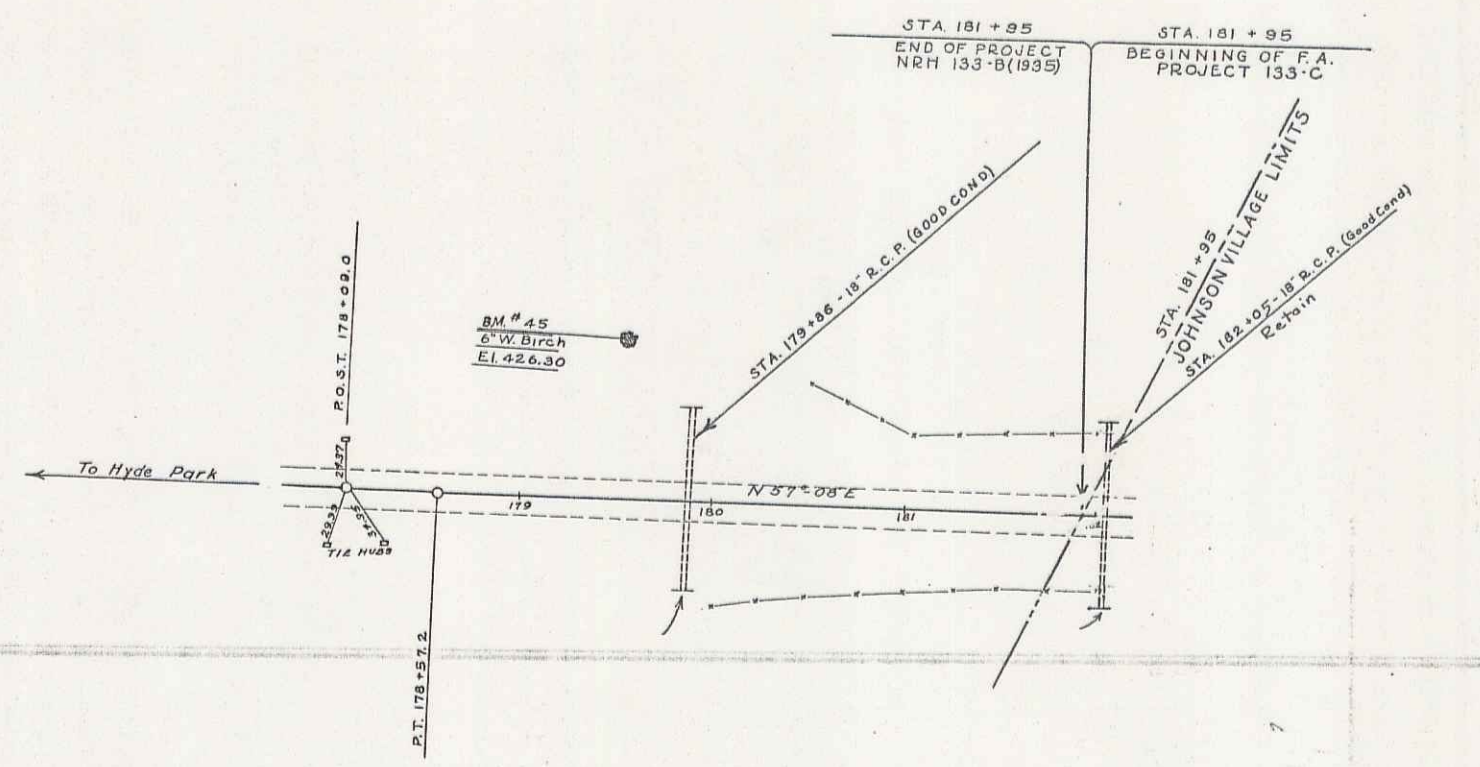 STA. 181 + 95
END OF PROJECT
NRH 133-B(1935)
STA. 181 + 95
BEGINNING OF F.A.
PROJECT 133-C
STA. 179+86 - 18" R.C.P. (GOOD COND)
STA. 181 +95
JOHNSON VILLAGE LIMITS
STA. 182+05-18" R.C.P. (Good Cond)
Retain
P.O.S.T. 178+09.0
BM. # 45
6" W. Birch
El. 426.30
To Hyde Park
N 57°-08' E
179
180
181
29.99
TIE HUBS
P.T. 178+57.2